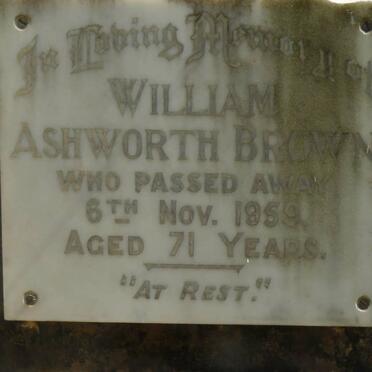 In Loving Memory of
WILLIAM
ASHWORTH BROWN
WHO PASSED AWAY
6TH NOV. 1959.
AGED 71 YEARS.
"AT REST."